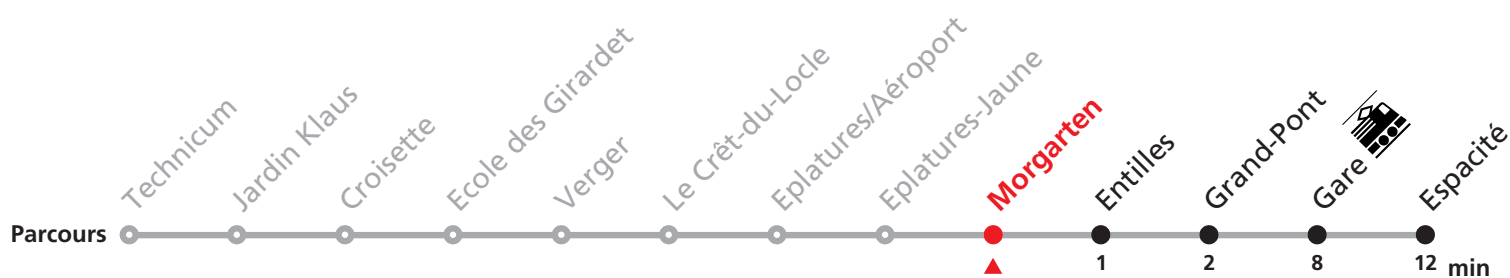 Technicum
Jardin Klaus
Croisette
Ecole des Girardet
Verger
Le Crêt-du-Locle
Eplatures/Aéroport
Eplatures-Jaune
Morgarten
Entilles
Grand-Pont
Gare
Espacité
Parcours
1 2 8 12 min